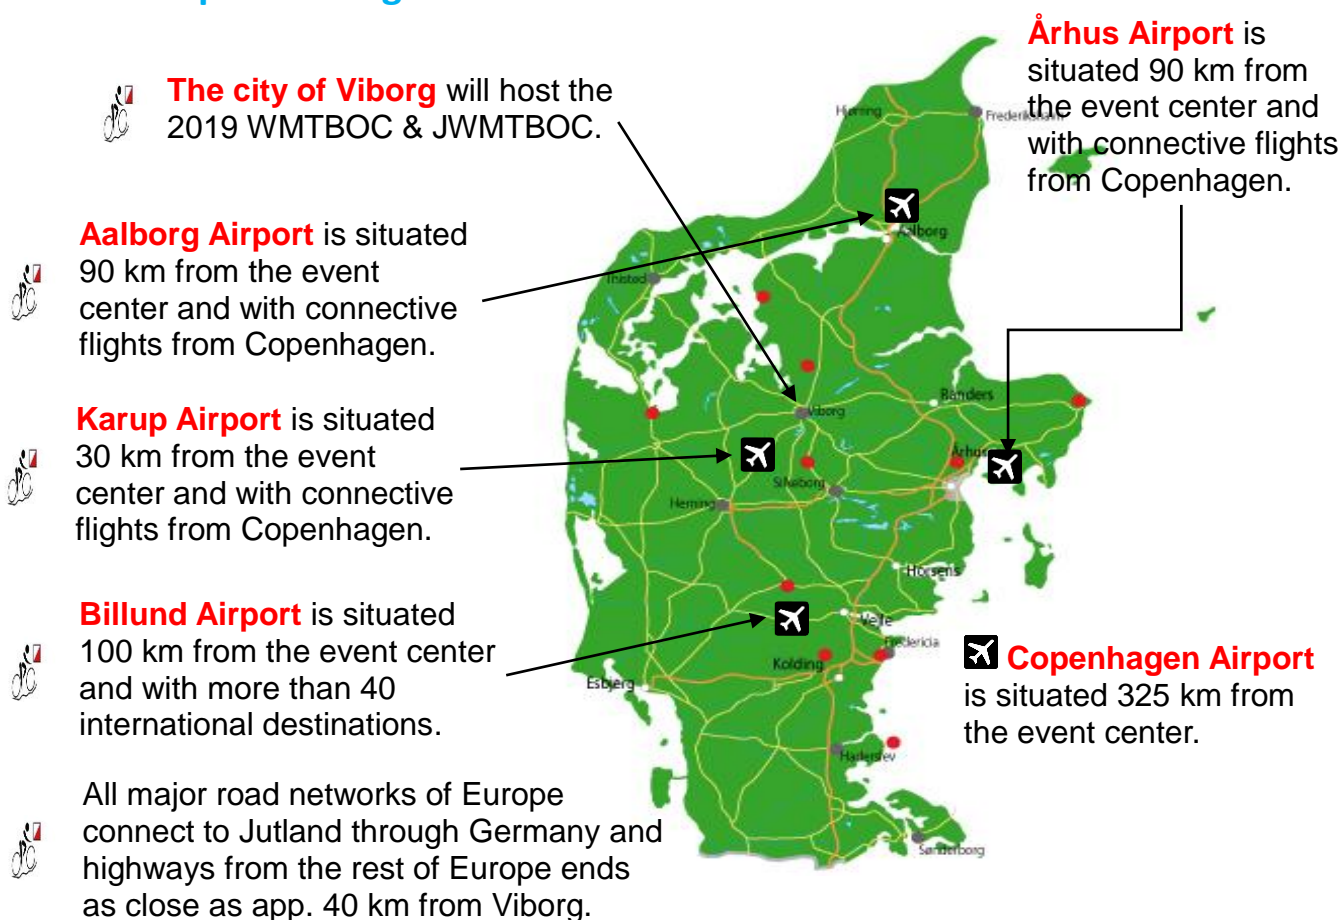 The city of Viborg will host the
2019 WMTBOC & JWMTBOC.
Århus Airport is
situated 90 km from
the event center and
with connective flights
from Copenhagen.
Aalborg Airport is situated
90 km from the event
center and with connective
flights from Copenhagen.
Karup Airport is situated
30 km from the event
center and with connective
flights from Copenhagen.
Billund Airport is situated
100 km from the event center
and with more than 40
international destinations.
Copenhagen Airport
is situated 325 km from
the event center.
All major road networks of Europe
connect to Jutland through Germany and
highways from the rest of Europe ends
as close as app. 40 km from Viborg.
Hjørring
Frederikshavn
Aalborg
Thisted
Viborg
Randers
Århus
Silkeborg
Herning
Horsens
Vejle
Fredericia
Kolding
Esbjerg
Haderslev
Sønderborg